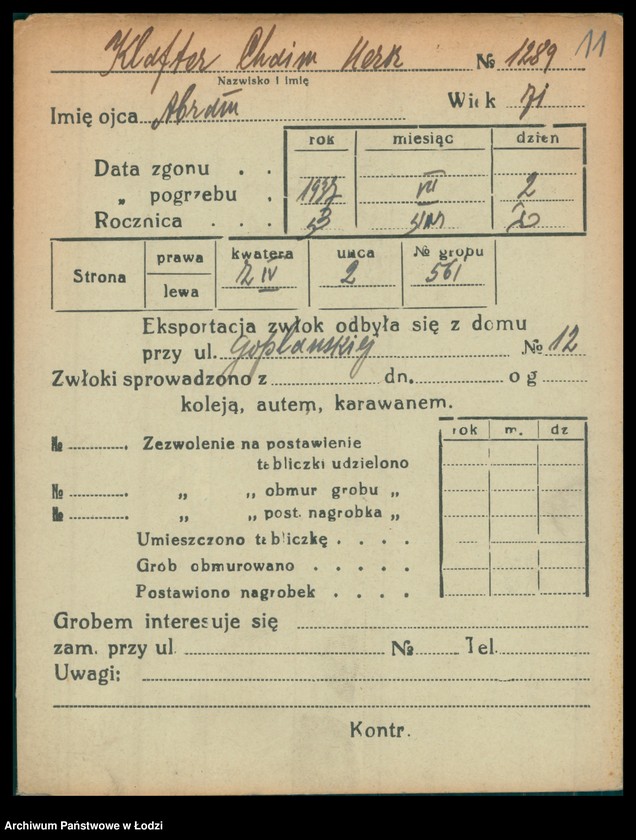 Klafter Chaim Herk № 1289 11
Nazwisko i imię
Imię ojca Abram Wiek 71
rok miesiąc dzień
Data zgonu . .
„ pogrzebu . 1937 VII 2
Rocznica . . .
Strona prawa lewa kwatera Z IV ulica 2 № grobu 561
Eksportacja zwłok odbyła się z domu
przy ul. Goplańskiej № 12
Zwłoki sprowadzono z dn. o g
koleją, autem, karawanem.
rok m. dz
№ Zezwolenie na postawienie
tabliczki udzielono
№ „ „ obmur grobu „
№ „ „ post. nagrobka „
Umieszczono tabliczkę . . . .
Grób obmurowano . . . . .
Postawiono nagrobek . . . .
Grobem interesuje się
zam. przy ul. № Tel.
Uwagi:
Kontr.
Archiwum Państwowe w Łodzi